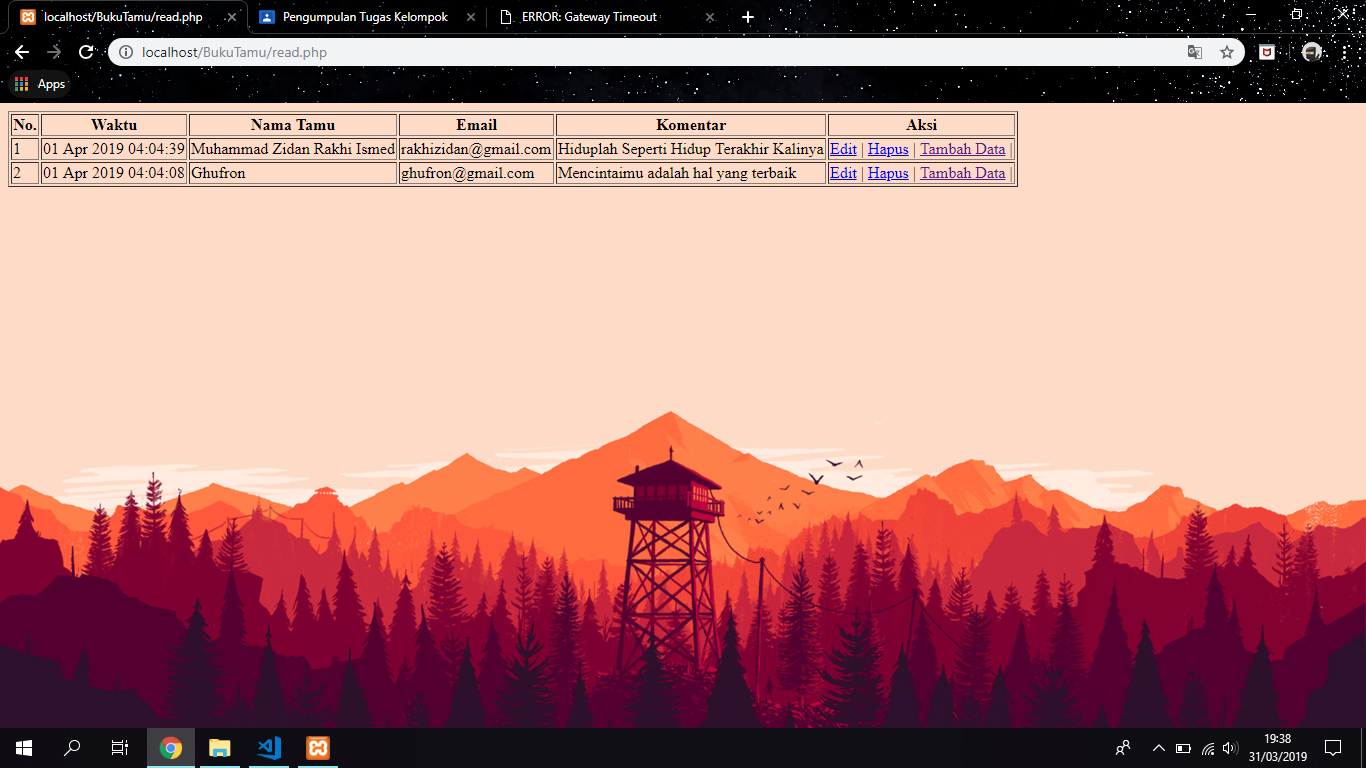 localhost/BukuTamu/read.php
Pengumpulan Tugas Kelompok
ERROR: Gateway Timeout
localhost/BukuTamu/read.php
Apps
No. Waktu Nama Tamu Email Komentar Aksi
1 01 Apr 2019 04:04:39 Muhammad Zidan Rakhi Ismed rakhizidan@gmail.com Hiduplah Seperti Hidup Terakhir Kalinya Edit | Hapus | Tambah Data |
2 01 Apr 2019 04:04:08 Ghufron ghufron@gmail.com Mencintaimu adalah hal yang terbaik Edit | Hapus | Tambah Data |
19:38
31/03/2019